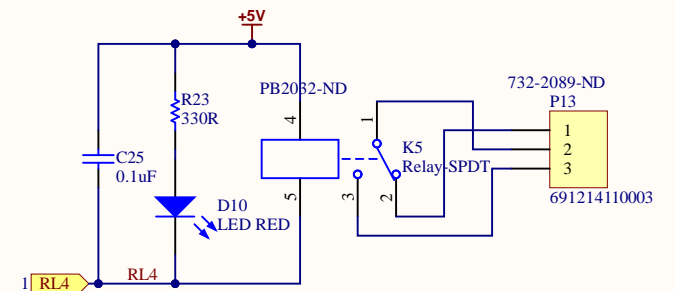 +5V
PB2032-ND
732-2089-ND
P13
R23
330R
4
1
1
2
3
K5
Relay-SPDT
C25
0.1uF
5
3
2
691214110003
D10
LED RED
1
RL4
RL4